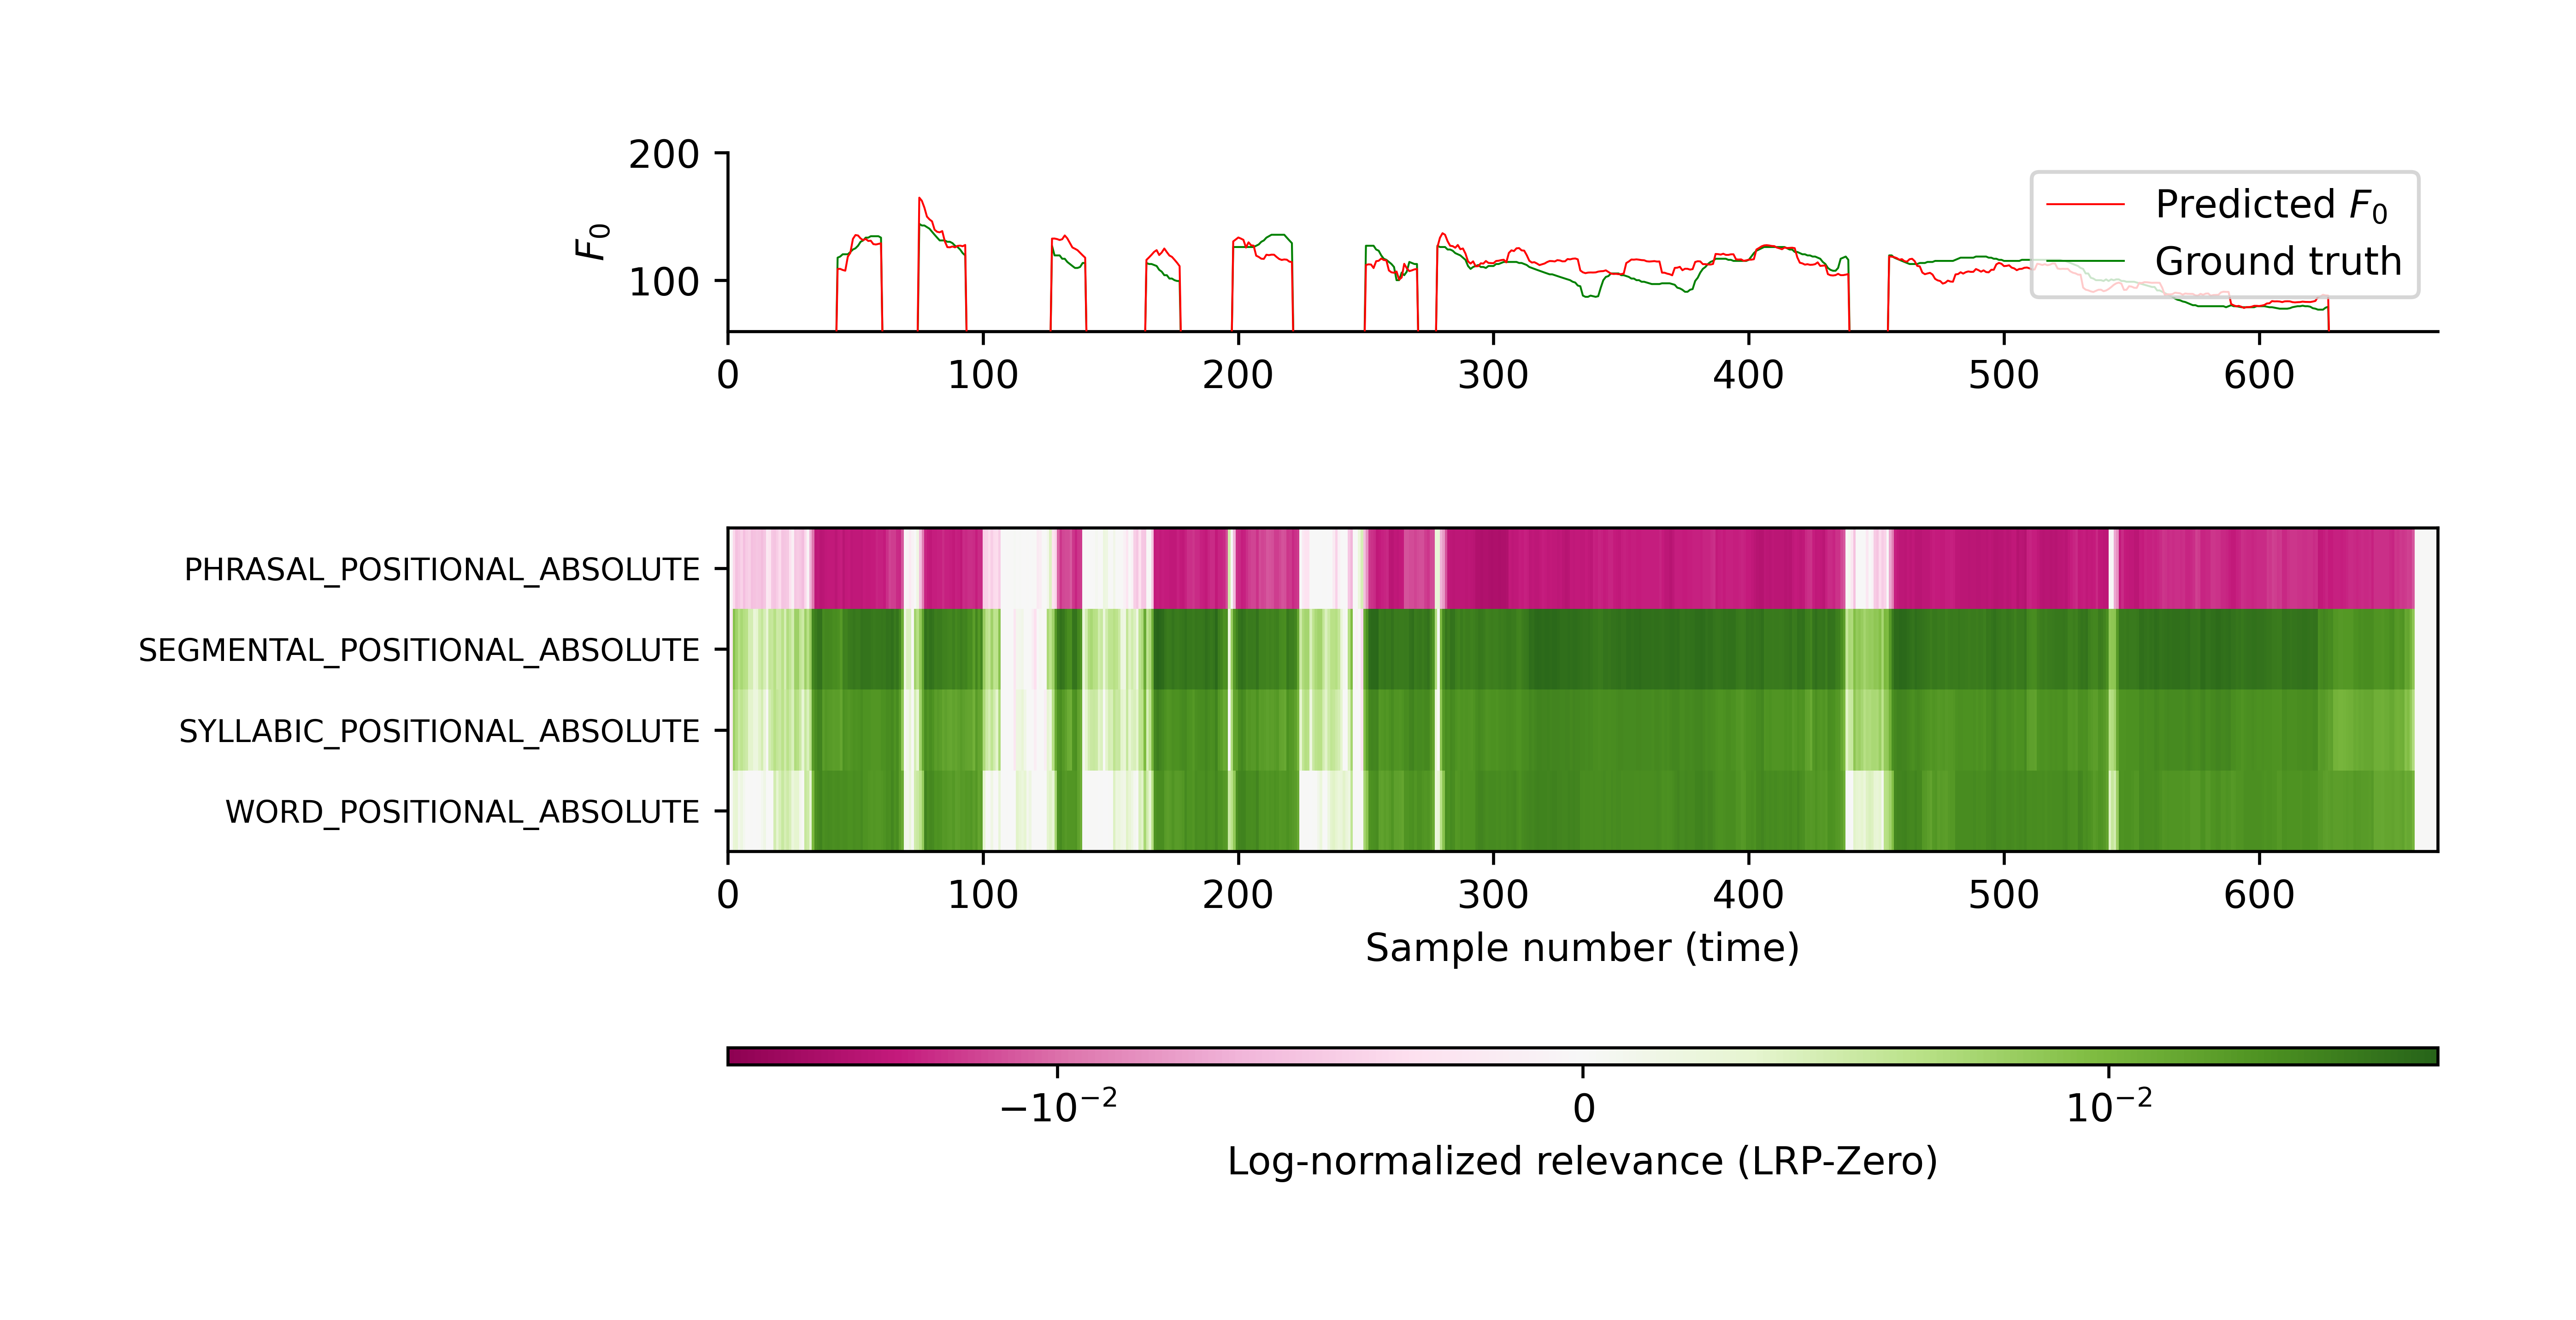 200
100
F₀
Predicted F₀
Ground truth
0 100 200 300 400 500 600
PHRASAL_POSITIONAL_ABSOLUTE
SEGMENTAL_POSITIONAL_ABSOLUTE
SYLLABIC_POSITIONAL_ABSOLUTE
WORD_POSITIONAL_ABSOLUTE
0 100 200 300 400 500 600
Sample number (time)
−10⁻² 0 10⁻²
Log-normalized relevance (LRP-Zero)